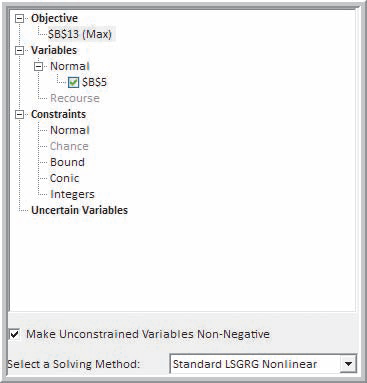 Objective
$B$13 (Max)
Variables
Normal
$B$5
Recourse
Constraints
Normal
Chance
Bound
Conic
Integers
Uncertain Variables
Make Unconstrained Variables Non-Negative
Select a Solving Method: Standard LSGRG Nonlinear